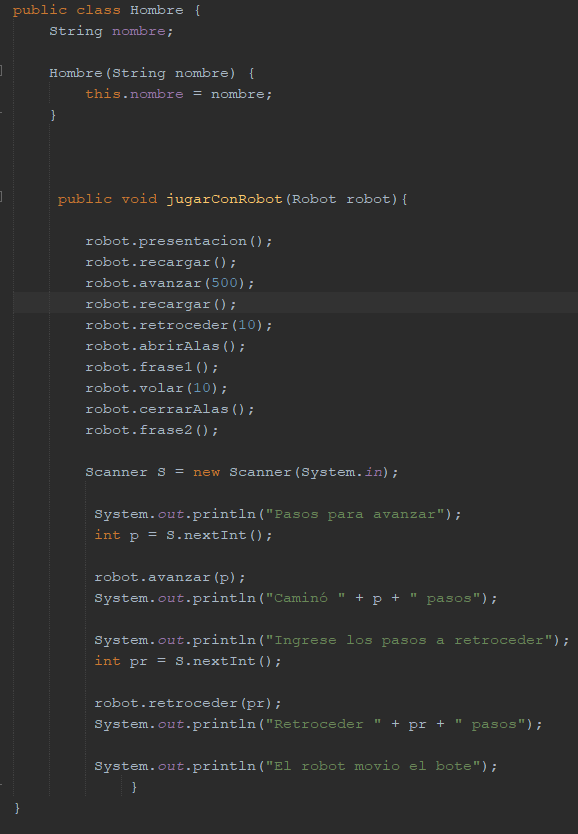 public class Hombre {
String nombre;
Hombre(String nombre) {
this.nombre = nombre;
}
public void jugarConRobot(Robot robot){
robot.presentacion();
robot.recargar();
robot.avanzar(500);
robot.recargar();
robot.retroceder(10);
robot.abrirAlas();
robot.frase1();
robot.volar(10);
robot.cerrarAlas();
robot.frase2();
Scanner S = new Scanner(System.in);
System.out.println("Pasos para avanzar");
int p = S.nextInt();
robot.avanzar(p);
System.out.println("Caminó " + p + " pasos");
System.out.println("Ingrese los pasos a retroceder");
int pr = S.nextInt();
robot.retroceder(pr);
System.out.println("Retroceder " + pr + " pasos");
System.out.println("El robot movio el bote");
}
}